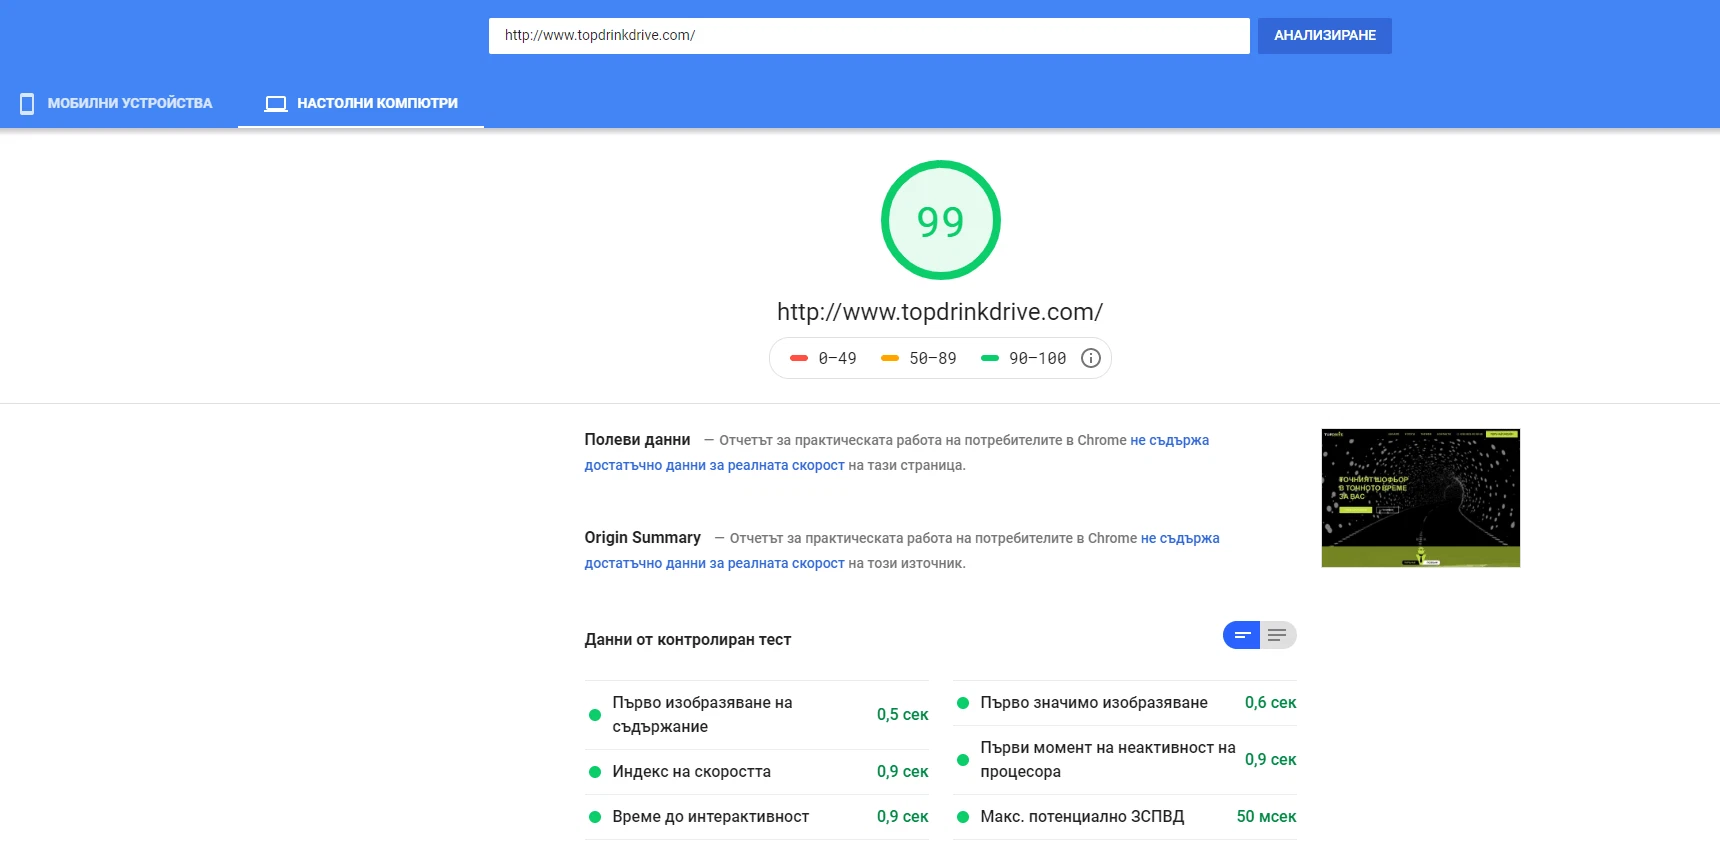 http://www.topdrinkdrive.com/
АНАЛИЗИРАНЕ
МОБИЛНИ УСТРОЙСТВА
НАСТОЛНИ КОМПЮТРИ
99
http://www.topdrinkdrive.com/
0–49 50–89 90–100
Полеви данни — Отчетът за практическата работа на потребителите в Chrome не съдържа
достатъчно данни за реалната скорост на тази страница.
ТОЧНИЯТ ШОФЬОР
В ТОЧНОТО ВРЕМЕ
ЗА ВАС
Origin Summary — Отчетът за практическата работа на потребителите в Chrome не съдържа
достатъчно данни за реалната скорост на този източник.
Данни от контролиран тест
Първо изобразяване на
съдържание
0,5 сек
Първо значимо изобразяване 0,6 сек
Индекс на скоростта 0,9 сек
Първи момент на неактивност на
процесора
0,9 сек
Време до интерактивност 0,9 сек
Макс. потенциално ЗСПВД 50 мсек